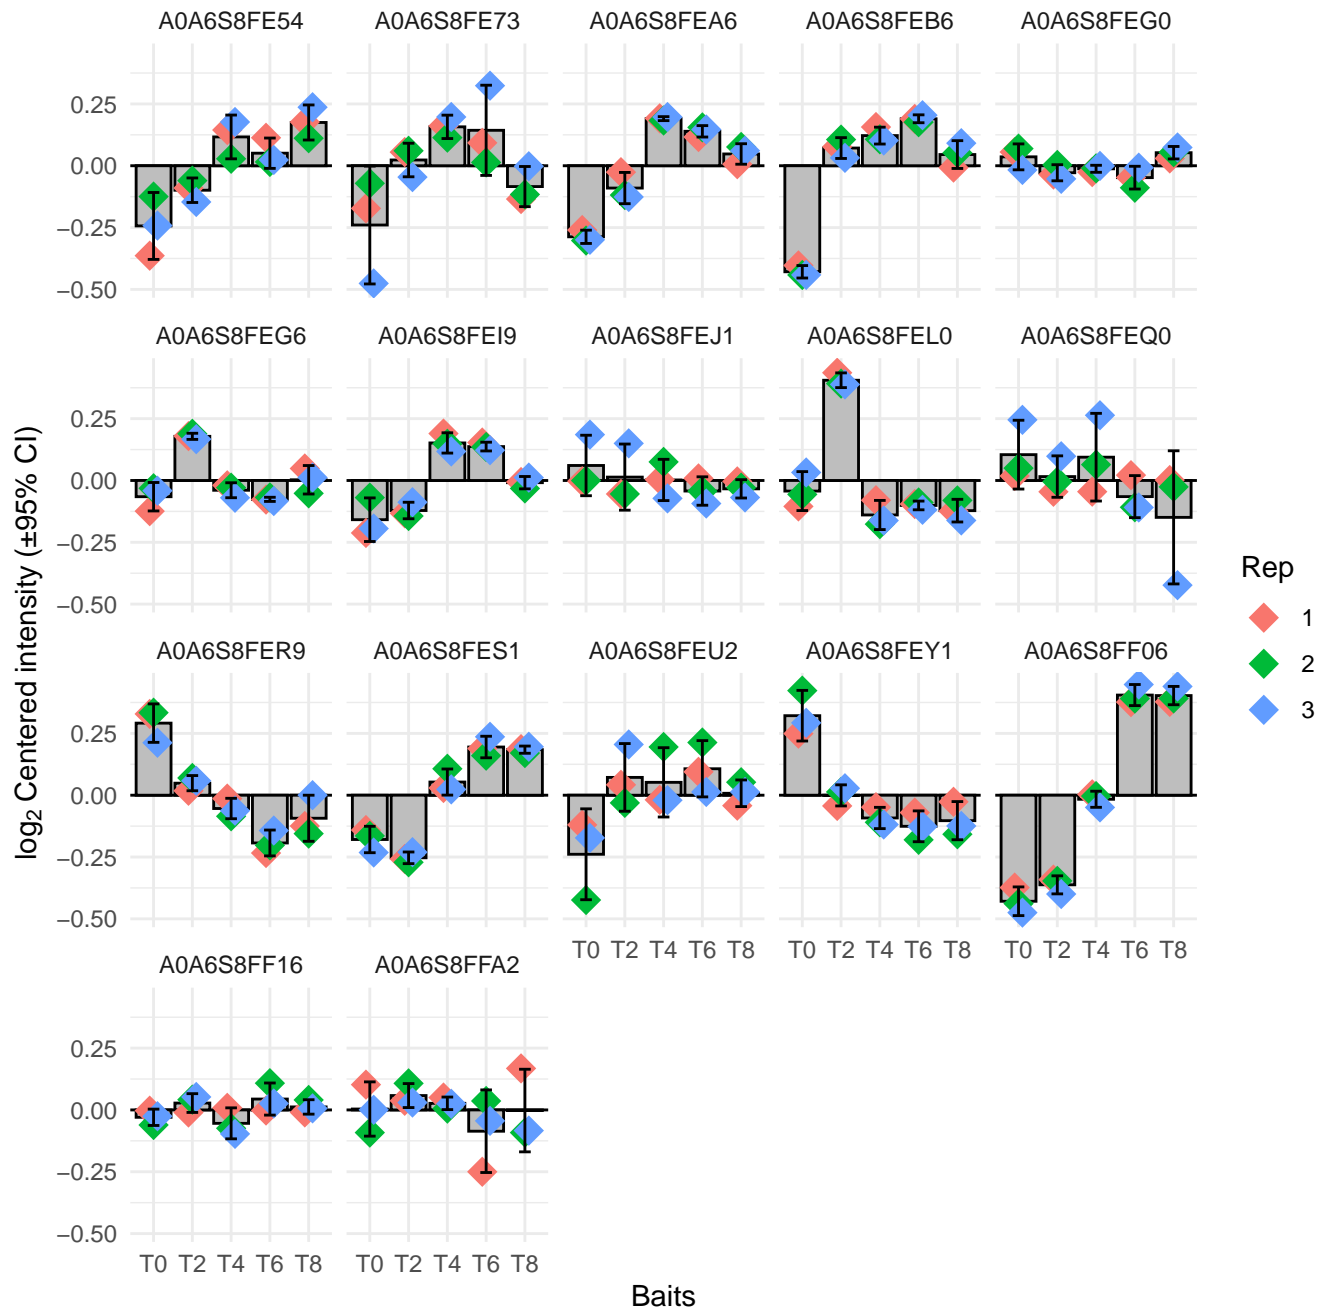 A0A6S8FE54 A0A6S8FE73 A0A6S8FEA6 A0A6S8FEB6 A0A6S8FEG0
0.25
0.00
−0.25
−0.50
A0A6S8FEG6 A0A6S8FEI9 A0A6S8FEJ1 A0A6S8FEL0 A0A6S8FEQ0
0.25
0.00
−0.25
−0.50
A0A6S8FER9 A0A6S8FES1 A0A6S8FEU2 A0A6S8FEY1 A0A6S8FF06
0.25
0.00
−0.25
−0.50
T0 T2 T4 T6 T8 T0 T2 T4 T6 T8 T0 T2 T4 T6 T8
A0A6S8FF16 A0A6S8FFA2
0.25
0.00
−0.25
−0.50
T0 T2 T4 T6 T8 T0 T2 T4 T6 T8
Baits
log₂ Centered intensity (±95% CI)
Rep
1
2
3